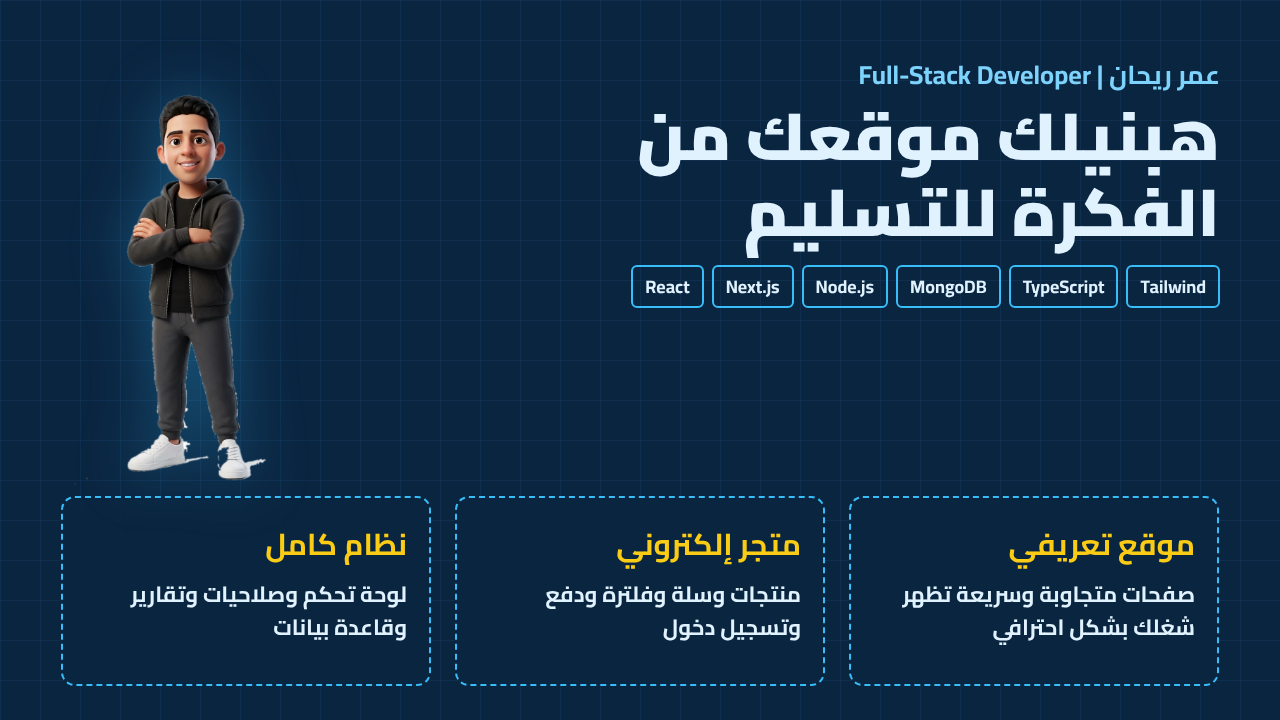 عمر ريحان | Full-Stack Developer
هبنيلك موقعك من
الفكرة للتسليم
React Next.js Node.js MongoDB TypeScript Tailwind
موقع تعريفي
صفحات متجاوبة وسريعة تظهر
شغلك بشكل احترافي
متجر إلكتروني
منتجات وسلة وفلترة ودفع
وتسجيل دخول
نظام كامل
لوحة تحكم وصلاحيات وتقارير
وقاعدة بيانات